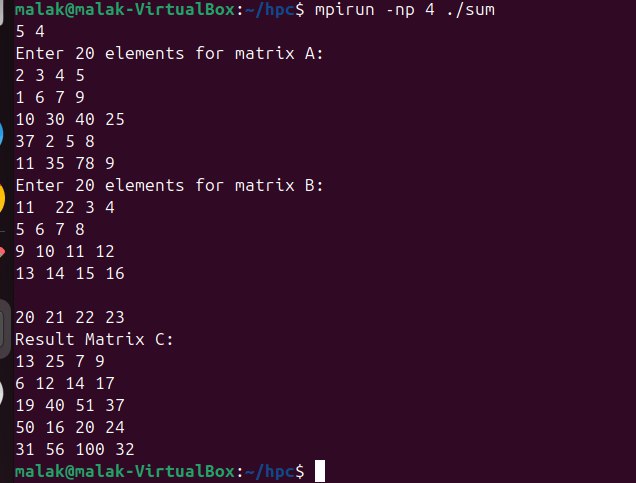 malak@malak-VirtualBox:~/hpc$ mpirun -np 4 ./sum
5 4
Enter 20 elements for matrix A:
2 3 4 5
1 6 7 9
10 30 40 25
37 2 5 8
11 35 78 9
Enter 20 elements for matrix B:
11  22 3 4
5 6 7 8
9 10 11 12
13 14 15 16

20 21 22 23
Result Matrix C:
13 25 7 9
6 12 14 17
19 40 51 37
50 16 20 24
31 56 100 32
malak@malak-VirtualBox:~/hpc$